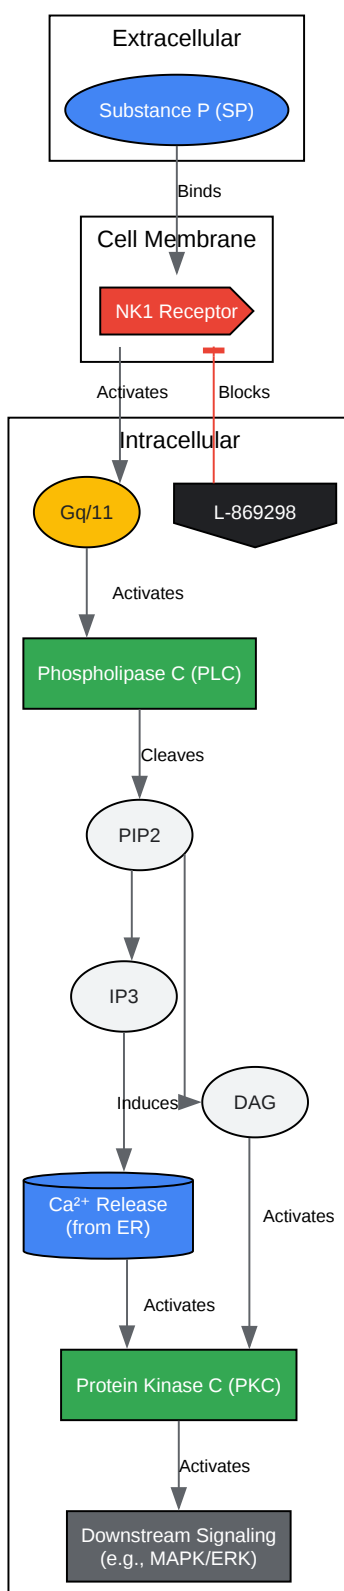 Extracellular
Substance P (SP)
Binds
Cell Membrane
NK1 Receptor
Activates
Blocks
Intracellular
Gq/11
L-869298
Activates
Phospholipase C (PLC)
Cleaves
PIP2
IP3
Induces
DAG
Ca²⁺ Release
(from ER)
Activates
Activates
Protein Kinase C (PKC)
Activates
Downstream Signaling
(e.g., MAPK/ERK)